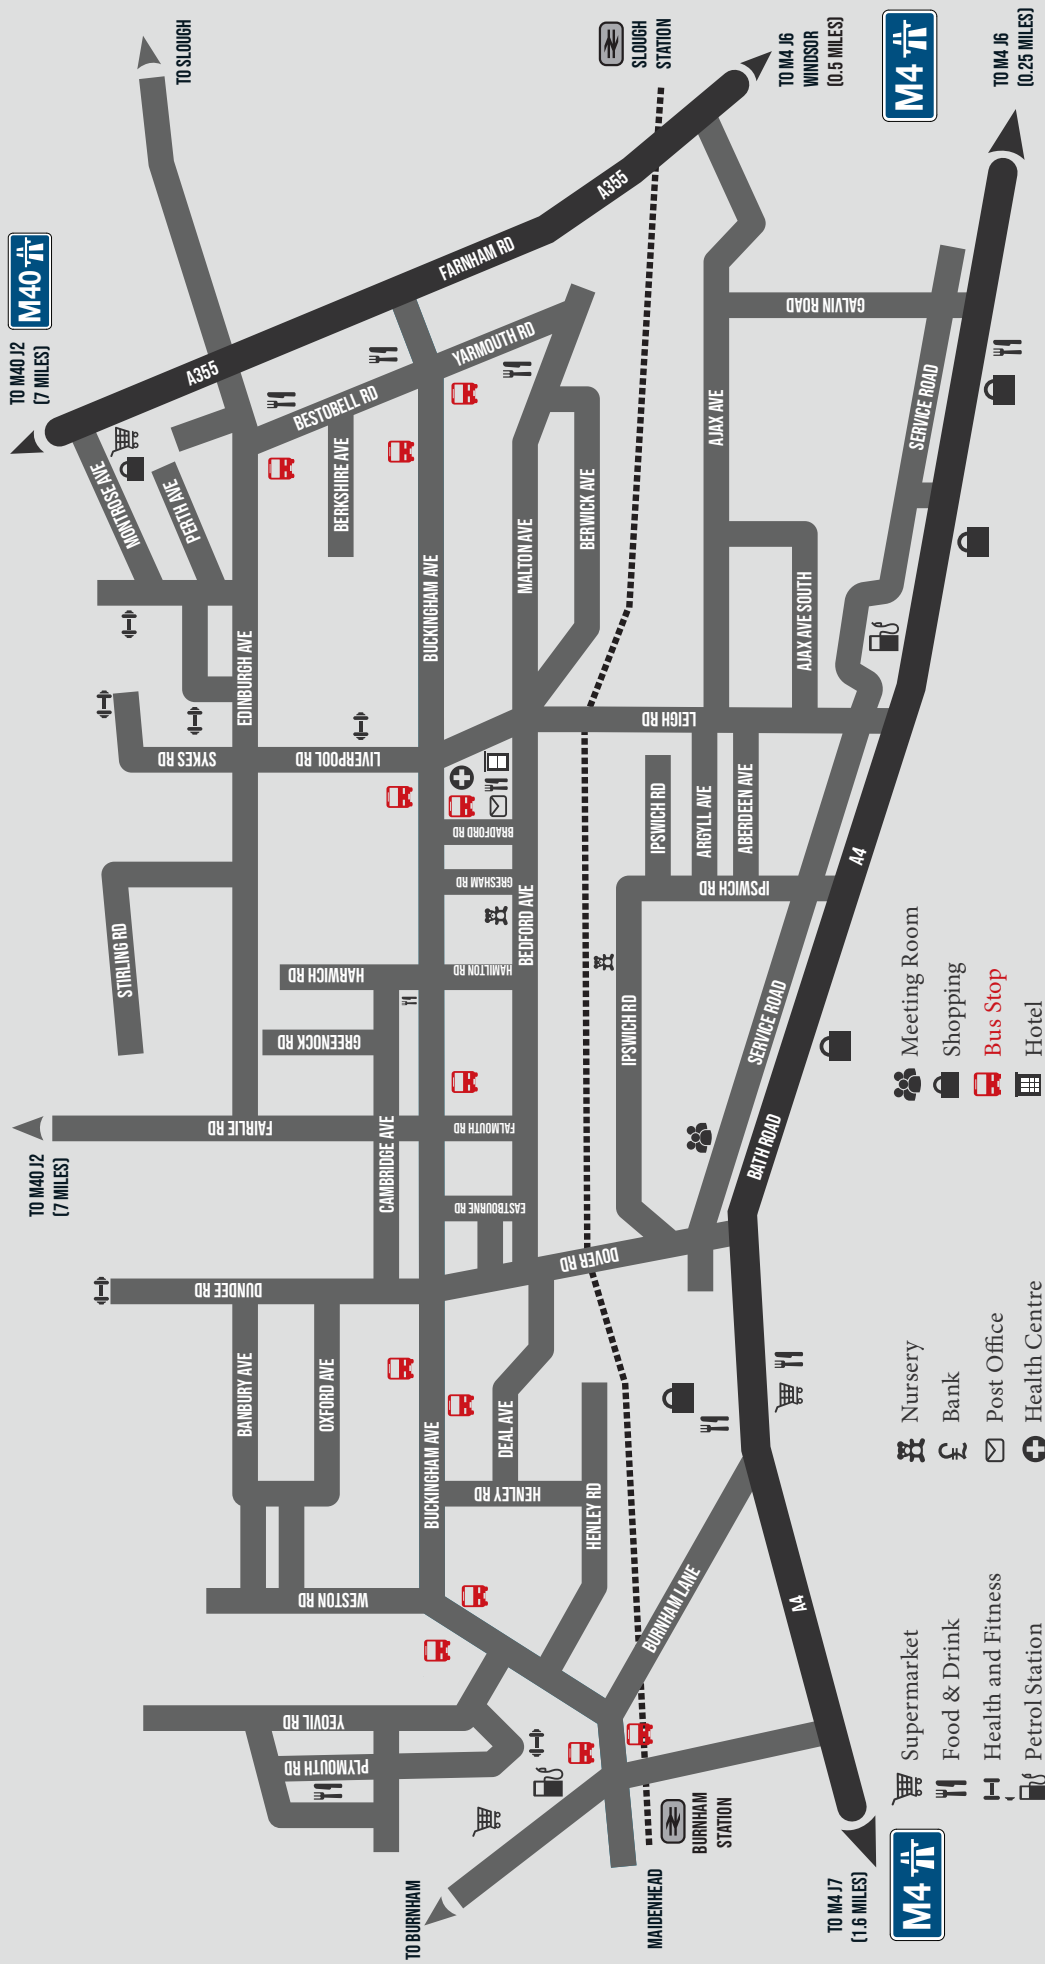 TO SLOUGH
SLOUGH
STATION
TO M4 J6
WINDSOR
(0.5 MILES)
M4
TO M4 J6
(0.25 MILES)
M40
TO M40 J2
(7 MILES)
A355
FARNHAM RD
A355
MONTROSE AVE
PERTH AVE
BESTOBELL RD
YARMOUTH RD
BERKSHIRE AVE
EDINBURGH AVE
BUCKINGHAM AVE
MALTON AVE
BERWICK AVE
AJAX AVE
GALVIN ROAD
SERVICE ROAD
AJAX AVE SOUTH
LEIGH RD
SYKES RD
LIVERPOOL RD
BRADFORD RD
GRESHAM RD
HAMILTON RD
BEDFORD AVE
IPSWICH RD
ARGYLL AVE
ABERDEEN AVE
IPSWICH RD
A4
STIRLING RD
HARWICH RD
GREENOCK RD
IPSWICH RD
SERVICE ROAD
BATH ROAD
TO M40 J2
(7 MILES)
FAIRLIE RD
CAMBRIDGE AVE
FALMOUTH RD
EASTBOURNE RD
DOVER RD
DUNDEE RD
BANBURY AVE
OXFORD AVE
BUCKINGHAM AVE
DEAL AVE
HENLEY RD
HENLEY RD
WESTON RD
BURNHAM LANE
A4
YEOVIL RD
PLYMOUTH RD
BURNHAM
STATION
TO BURNHAM
MAIDENHEAD
TO M4 J7
(1.6 MILES)
M4
Supermarket
Food & Drink
Health and Fitness
Petrol Station
Nursery
Bank
Post Office
Health Centre
Meeting Room
Shopping
Bus Stop
Hotel